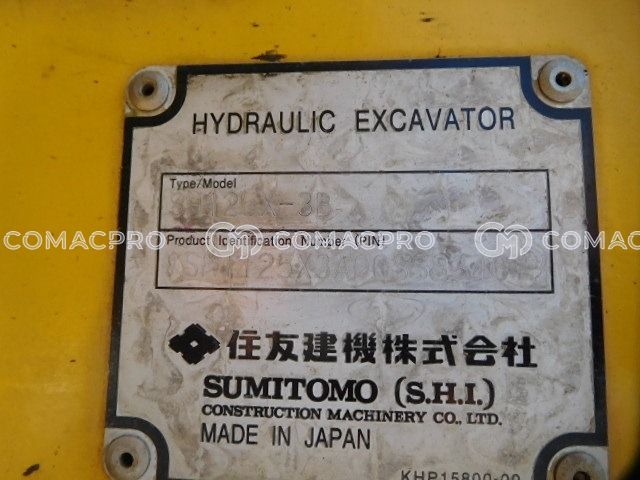 HYDRAULIC EXCAVATOR
Type/Model
COMACPRO COMACPRO COMACPRO
Product Identification Number (PIN)
住友建機株式会社
SUMITOMO (S.H.I.)
CONSTRUCTION MACHINERY CO., LTD.
MADE IN JAPAN
KHP15800-00